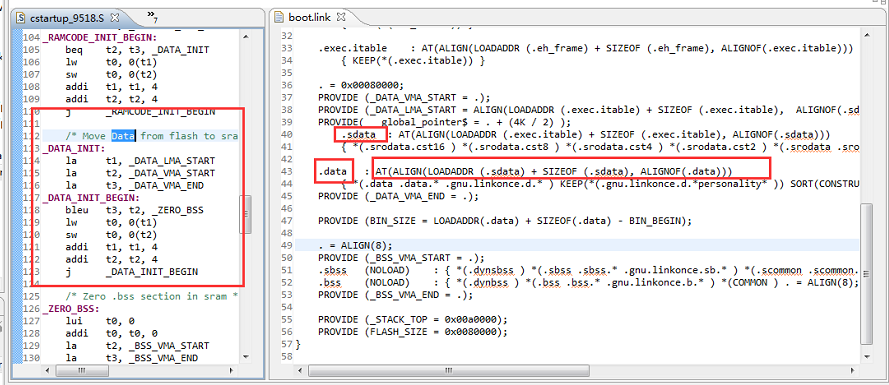 cstartup_9518.S
»7
104 _RAMCODE_INIT_BEGIN:
105 beq t2, t3, _DATA_INIT
106 lw t0, 0(t1)
107 sw t0, 0(t2)
108 addi t1, t1, 4
109 addi t2, t2, 4
110 j _RAMCODE_INIT_BEGIN
111
112 /* Move Data from flash to sra
113 _DATA_INIT:
114 la t1, _DATA_LMA_START
115 la t2, _DATA_VMA_START
116 la t3, _DATA_VMA_END
117 _DATA_INIT_BEGIN:
118 bleu t3, t2, _ZERO_BSS
119 lw t0, 0(t1)
120 sw t0, 0(t2)
121 addi t1, t1, 4
122 addi t2, t2, 4
123 j _DATA_INIT_BEGIN
124
125 /* Zero .bss section in sram *
126 _ZERO_BSS:
127 lui t0, 0
128 addi t0, t0, 0
129 la t2, _BSS_VMA_START
130 la t3, _BSS_VMA_END
boot.link
32
33 .exec.itable : AT(ALIGN(LOADADDR (.eh_frame) + SIZEOF (.eh_frame), ALIGNOF(.exec.itable)))
34 { KEEP(*(.exec.itable)) }
35
36 . = 0x00080000;
37 PROVIDE (_DATA_VMA_START = .);
38 PROVIDE (_DATA_LMA_START = ALIGN(LOADADDR (.exec.itable) + SIZEOF (.exec.itable), ALIGNOF(.sd
39 PROVIDE( __global_pointer$ = . + (4K / 2) );
40 .sdata : AT(ALIGN(LOADADDR (.exec.itable) + SIZEOF (.exec.itable), ALIGNOF(.sdata)))
41 { *(.srodata.cst16 ) *(.srodata.cst8 ) *(.srodata.cst4 ) *(.srodata.cst2 ) *(.srodata .sro
42
43 .data : AT(ALIGN(LOADADDR (.sdata) + SIZEOF (.sdata), ALIGNOF(.data)))
44 { *(.data .data.* .gnu.linkonce.d.* ) KEEP(*(.gnu.linkonce.d.*personality* )) SORT(CONSTRU
45 PROVIDE (_DATA_VMA_END = .);
46
47 PROVIDE (BIN_SIZE = LOADADDR(.data) + SIZEOF(.data) - BIN_BEGIN);
48
49 . = ALIGN(8);
50 PROVIDE (_BSS_VMA_START = .);
51 .sbss (NOLOAD) : { *(.dynsbss ) *(.sbss .sbss.* .gnu.linkonce.sb.* ) *(.scommon .scommon.
52 .bss (NOLOAD) : { *(.dynbss ) *(.bss .bss.* .gnu.linkonce.b.* ) *(COMMON ) . = ALIGN(8);
53 PROVIDE (_BSS_VMA_END = .);
54
55 PROVIDE (_STACK_TOP = 0x00a0000);
56 PROVIDE (FLASH_SIZE = 0x0080000);
57 }
58